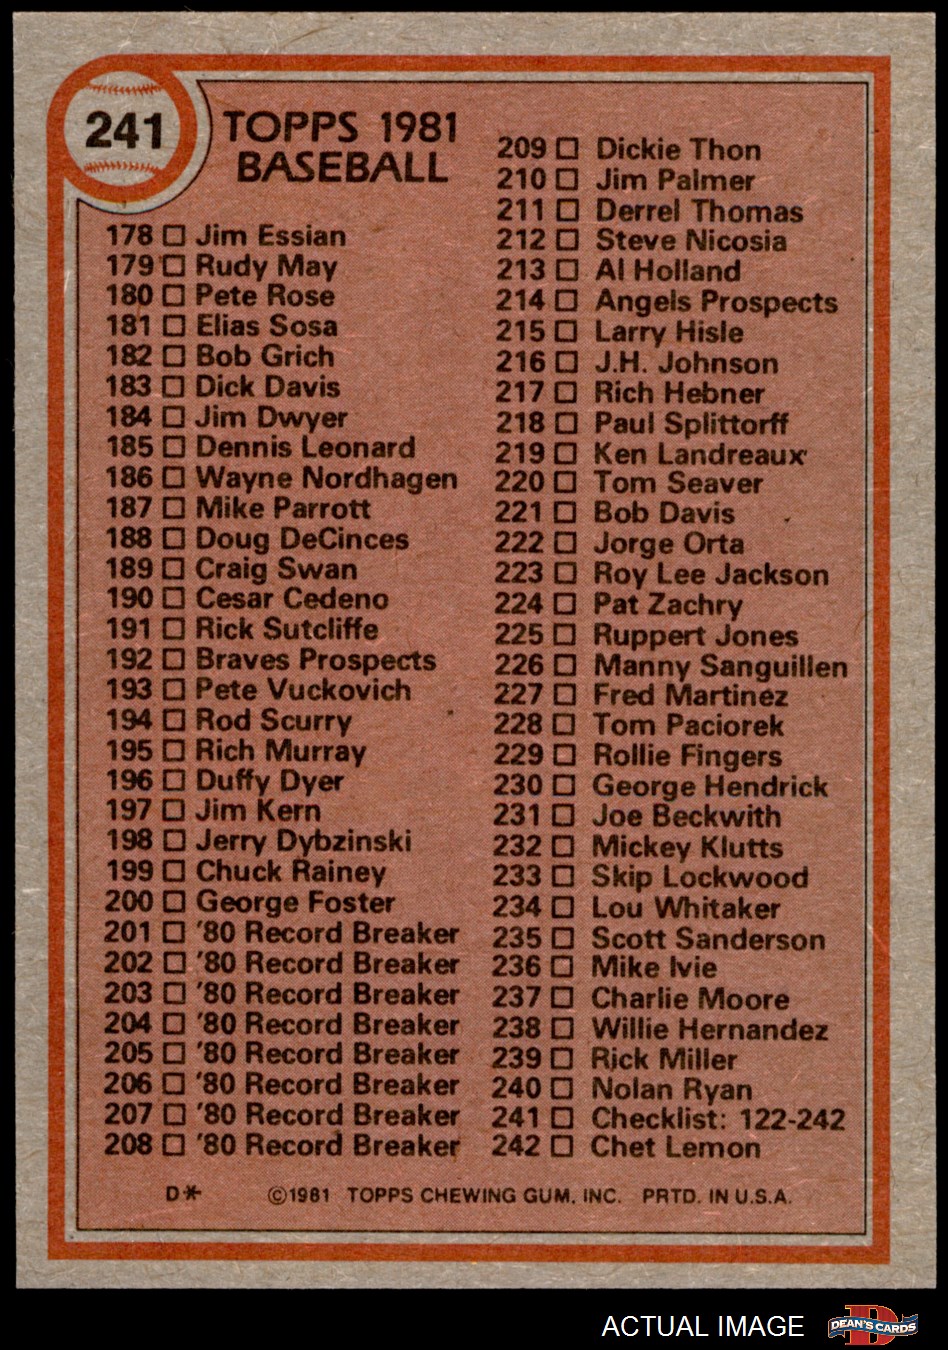 241
TOPPS 1981
BASEBALL
178 ☐ Jim Essian
179 ☐ Rudy May
180 ☐ Pete Rose
181 ☐ Elias Sosa
182 ☐ Bob Grich
183 ☐ Dick Davis
184 ☐ Jim Dwyer
185 ☐ Dennis Leonard
186 ☐ Wayne Nordhagen
187 ☐ Mike Parrott
188 ☐ Doug DeCinces
189 ☐ Craig Swan
190 ☐ Cesar Cedeno
191 ☐ Rick Sutcliffe
192 ☐ Braves Prospects
193 ☐ Pete Vuckovich
194 ☐ Rod Scurry
195 ☐ Rich Murray
196 ☐ Duffy Dyer
197 ☐ Jim Kern
198 ☐ Jerry Dybzinski
199 ☐ Chuck Rainey
200 ☐ George Foster
201 ☐ '80 Record Breaker
202 ☐ '80 Record Breaker
203 ☐ '80 Record Breaker
204 ☐ '80 Record Breaker
205 ☐ '80 Record Breaker
206 ☐ '80 Record Breaker
207 ☐ '80 Record Breaker
208 ☐ '80 Record Breaker
209 ☐ Dickie Thon
210 ☐ Jim Palmer
211 ☐ Derrel Thomas
212 ☐ Steve Nicosia
213 ☐ Al Holland
214 ☐ Angels Prospects
215 ☐ Larry Hisle
216 ☐ J.H. Johnson
217 ☐ Rich Hebner
218 ☐ Paul Splittorff
219 ☐ Ken Landreaux
220 ☐ Tom Seaver
221 ☐ Bob Davis
222 ☐ Jorge Orta
223 ☐ Roy Lee Jackson
224 ☐ Pat Zachry
225 ☐ Ruppert Jones
226 ☐ Manny Sanguillen
227 ☐ Fred Martinez
228 ☐ Tom Paciorek
229 ☐ Rollie Fingers
230 ☐ George Hendrick
231 ☐ Joe Beckwith
232 ☐ Mickey Klutts
233 ☐ Skip Lockwood
234 ☐ Lou Whitaker
235 ☐ Scott Sanderson
236 ☐ Mike Ivie
237 ☐ Charlie Moore
238 ☐ Willie Hernandez
239 ☐ Rick Miller
240 ☐ Nolan Ryan
241 ☐ Checklist: 122-242
242 ☐ Chet Lemon
D* ©1981 TOPPS CHEWING GUM, INC. PRTD. IN U.S.A.
ACTUAL IMAGE
D
DEAN'S CARDS